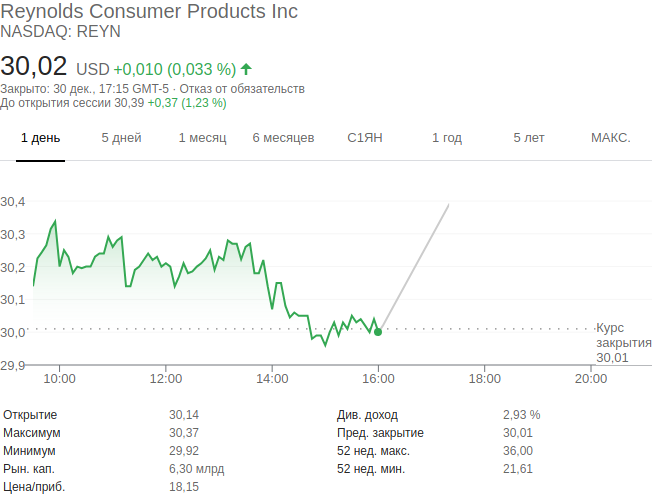 Reynolds Consumer Products Inc
NASDAQ: REYN
30,02 USD +0,010 (0,033 %)
Закрыто: 30 дек., 17:15 GMT-5 · Отказ от обязательств
До открытия сессии 30,39 +0,37 (1,23 %)
1 день 5 дней 1 месяц 6 месяцев С1ЯН 1 год 5 лет МАКС.
30,4
30,3
30,2
30,1
30,0
Курс
закрытия
30,01
29,9
10:00 12:00 14:00 16:00 18:00 20:00
Открытие 30,14 Див. доход 2,93 %
Максимум 30,37 Пред. закрытие 30,01
Минимум 29,92 52 нед. макс. 36,00
Рын. кап. 6,30 млрд 52 нед. мин. 21,61
Цена/приб. 18,15